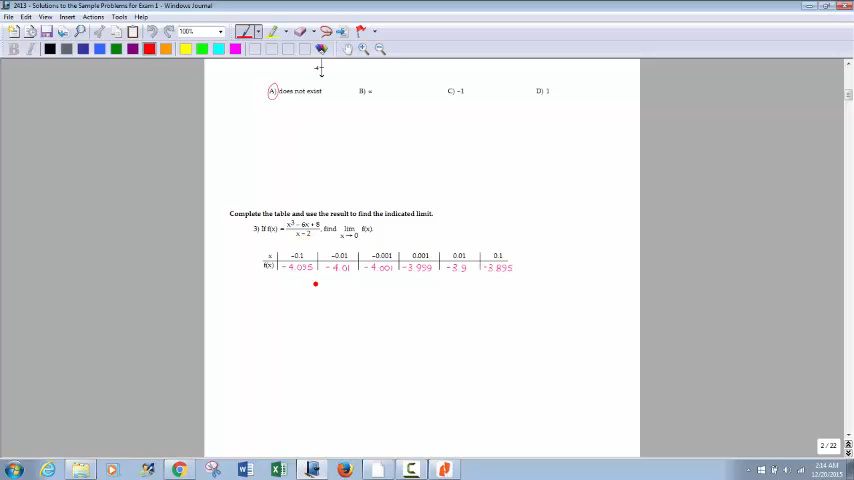 2413 - Solutions to the Sample Problems for Exam 1 - Windows Journal
File Edit View Insert Actions Tools Help
100%
B I
-4
A) does not exist B) ∞ C) -1 D) 1
Complete the table and use the result to find the indicated limit.
3) If f(x) = (x³ - 6x + 8)/(x - 2), find lim x → 0 f(x).
x -0.1 -0.01 -0.001 0.001 0.01 0.1
f(x) -4.095 -4.01 -4.001 -3.999 -3.9 -3.895
2 / 22
2:14 AM
12/20/2015